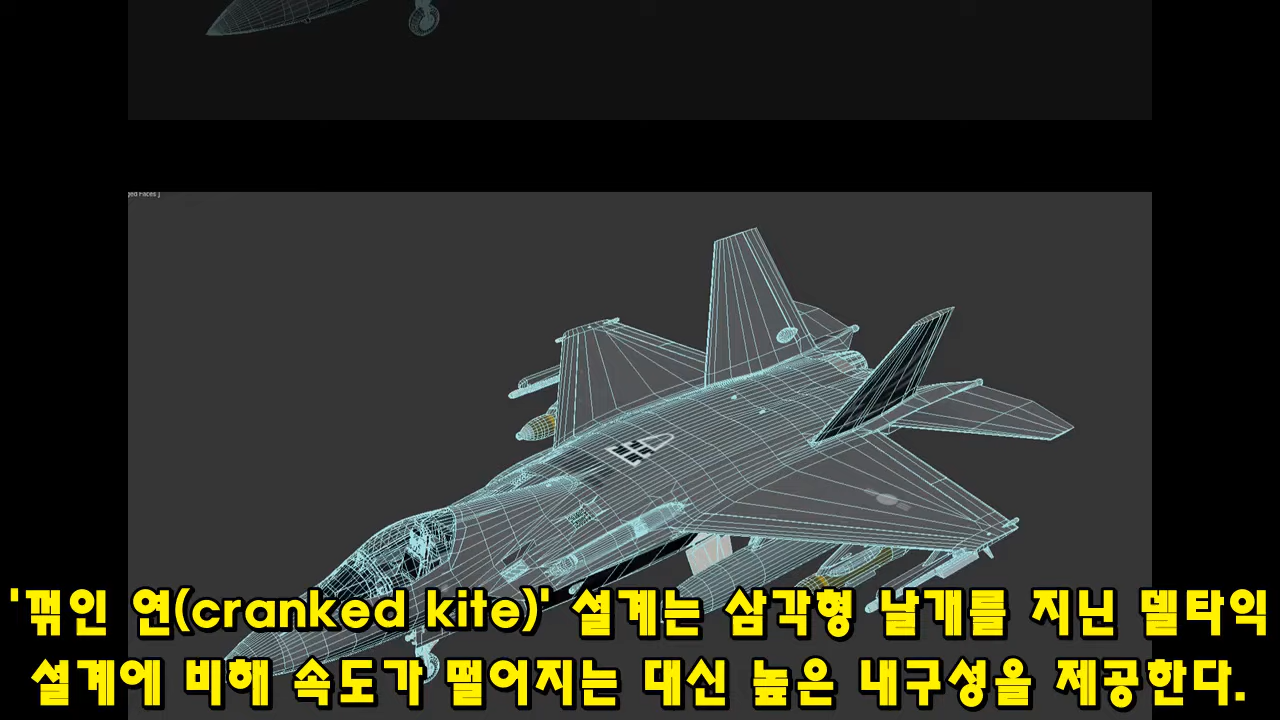 ged Faces ]
'꺾인 연(cranked kite)' 설계는 삼각형 날개를 지닌 델타익
설계에 비해 속도가 떨어지는 대신 높은 내구성을 제공한다.